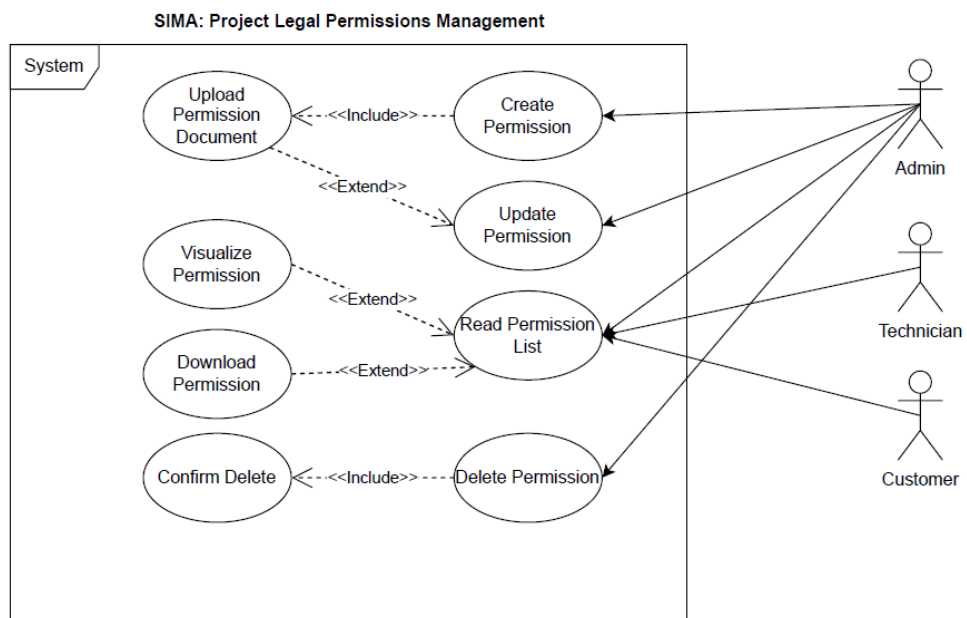 SIMA: Project Legal Permissions Management
System
Upload
Permission
Document
<<Include>>
Create
Permission
Admin
<<Extend>>
Update
Permission
Visualize
Permission
<<Extend>>
Read Permission
List
Technician
Download
Permission
<<Extend>>
Confirm Delete
<<Include>>
Delete Permission
Customer